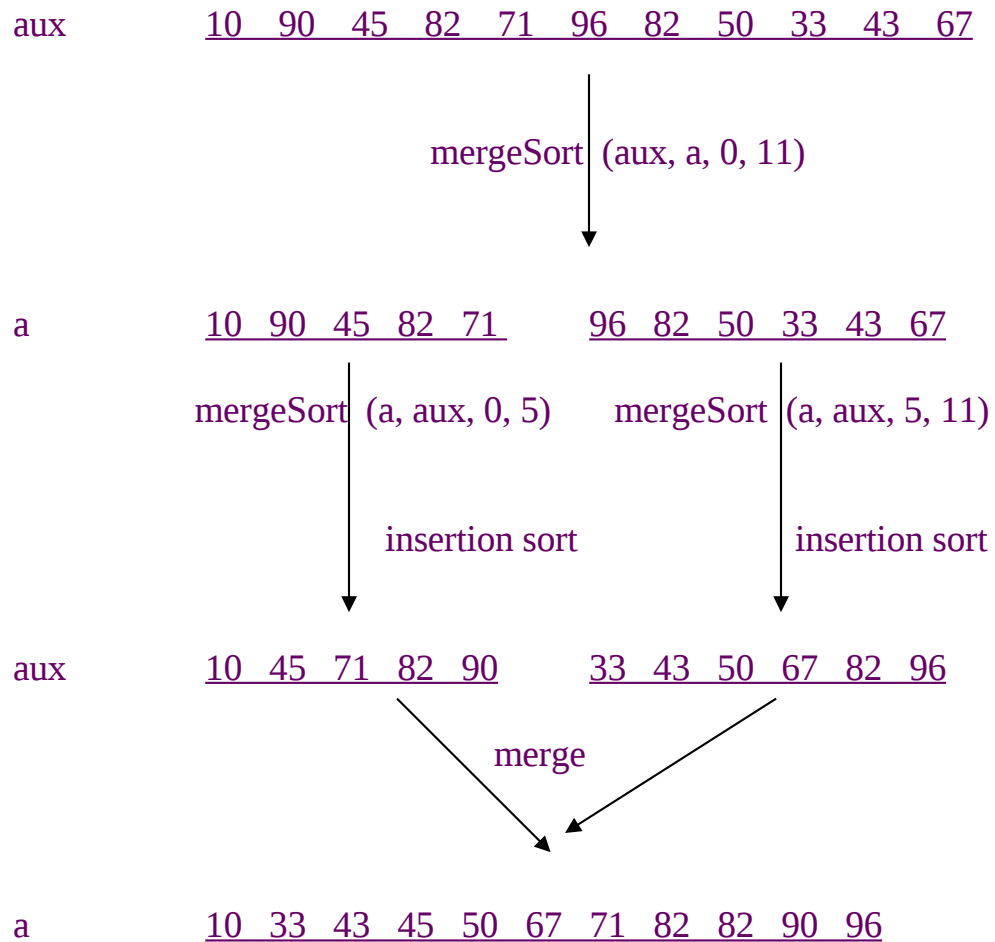 aux 10 90 45 82 71 96 82 50 33 43 67
mergeSort (aux, a, 0, 11)
a 10 90 45 82 71 96 82 50 33 43 67
mergeSort (a, aux, 0, 5) mergeSort (a, aux, 5, 11)
insertion sort insertion sort
aux 10 45 71 82 90 33 43 50 67 82 96
merge
a 10 33 43 45 50 67 71 82 82 90 96